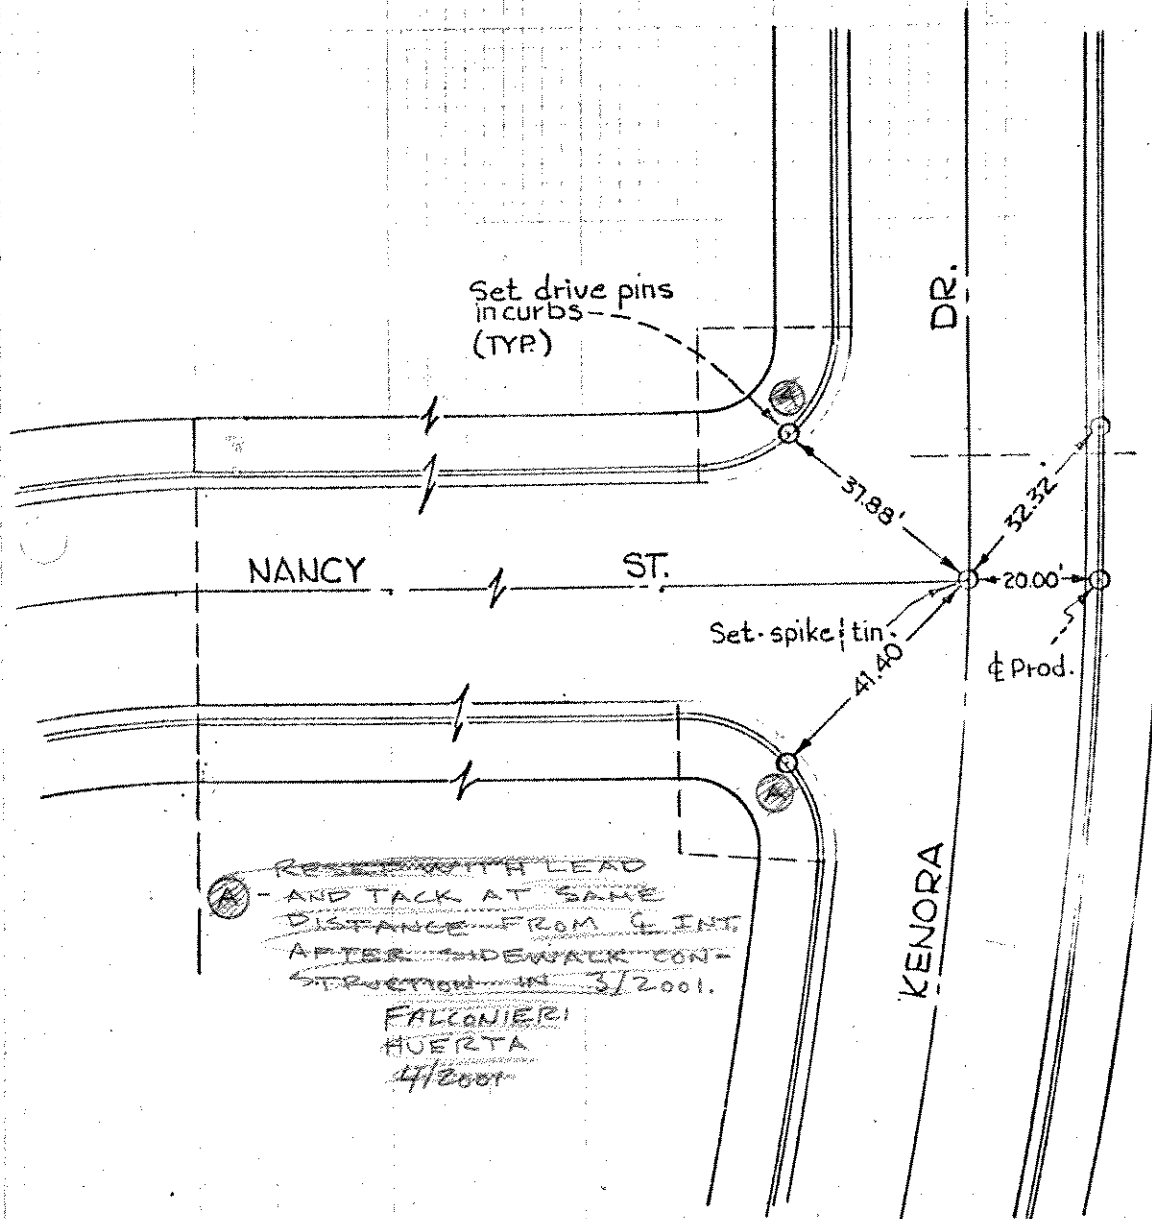 Set drive pins
in curbs
(TYP.)
DR.
A
37.88'
32.32'
NANCY ST.
20.00'
Set spike & tin
℄ Prod.
41.40'
A
KENORA
A - RESET WITH LEAD
AND TACK AT SAME
DISTANCE FROM ℄ INT.
AFTER SIDEWALK CON-
STRUCTION IN 3/2001.
FALCONIERI
HUERTA
4/2001